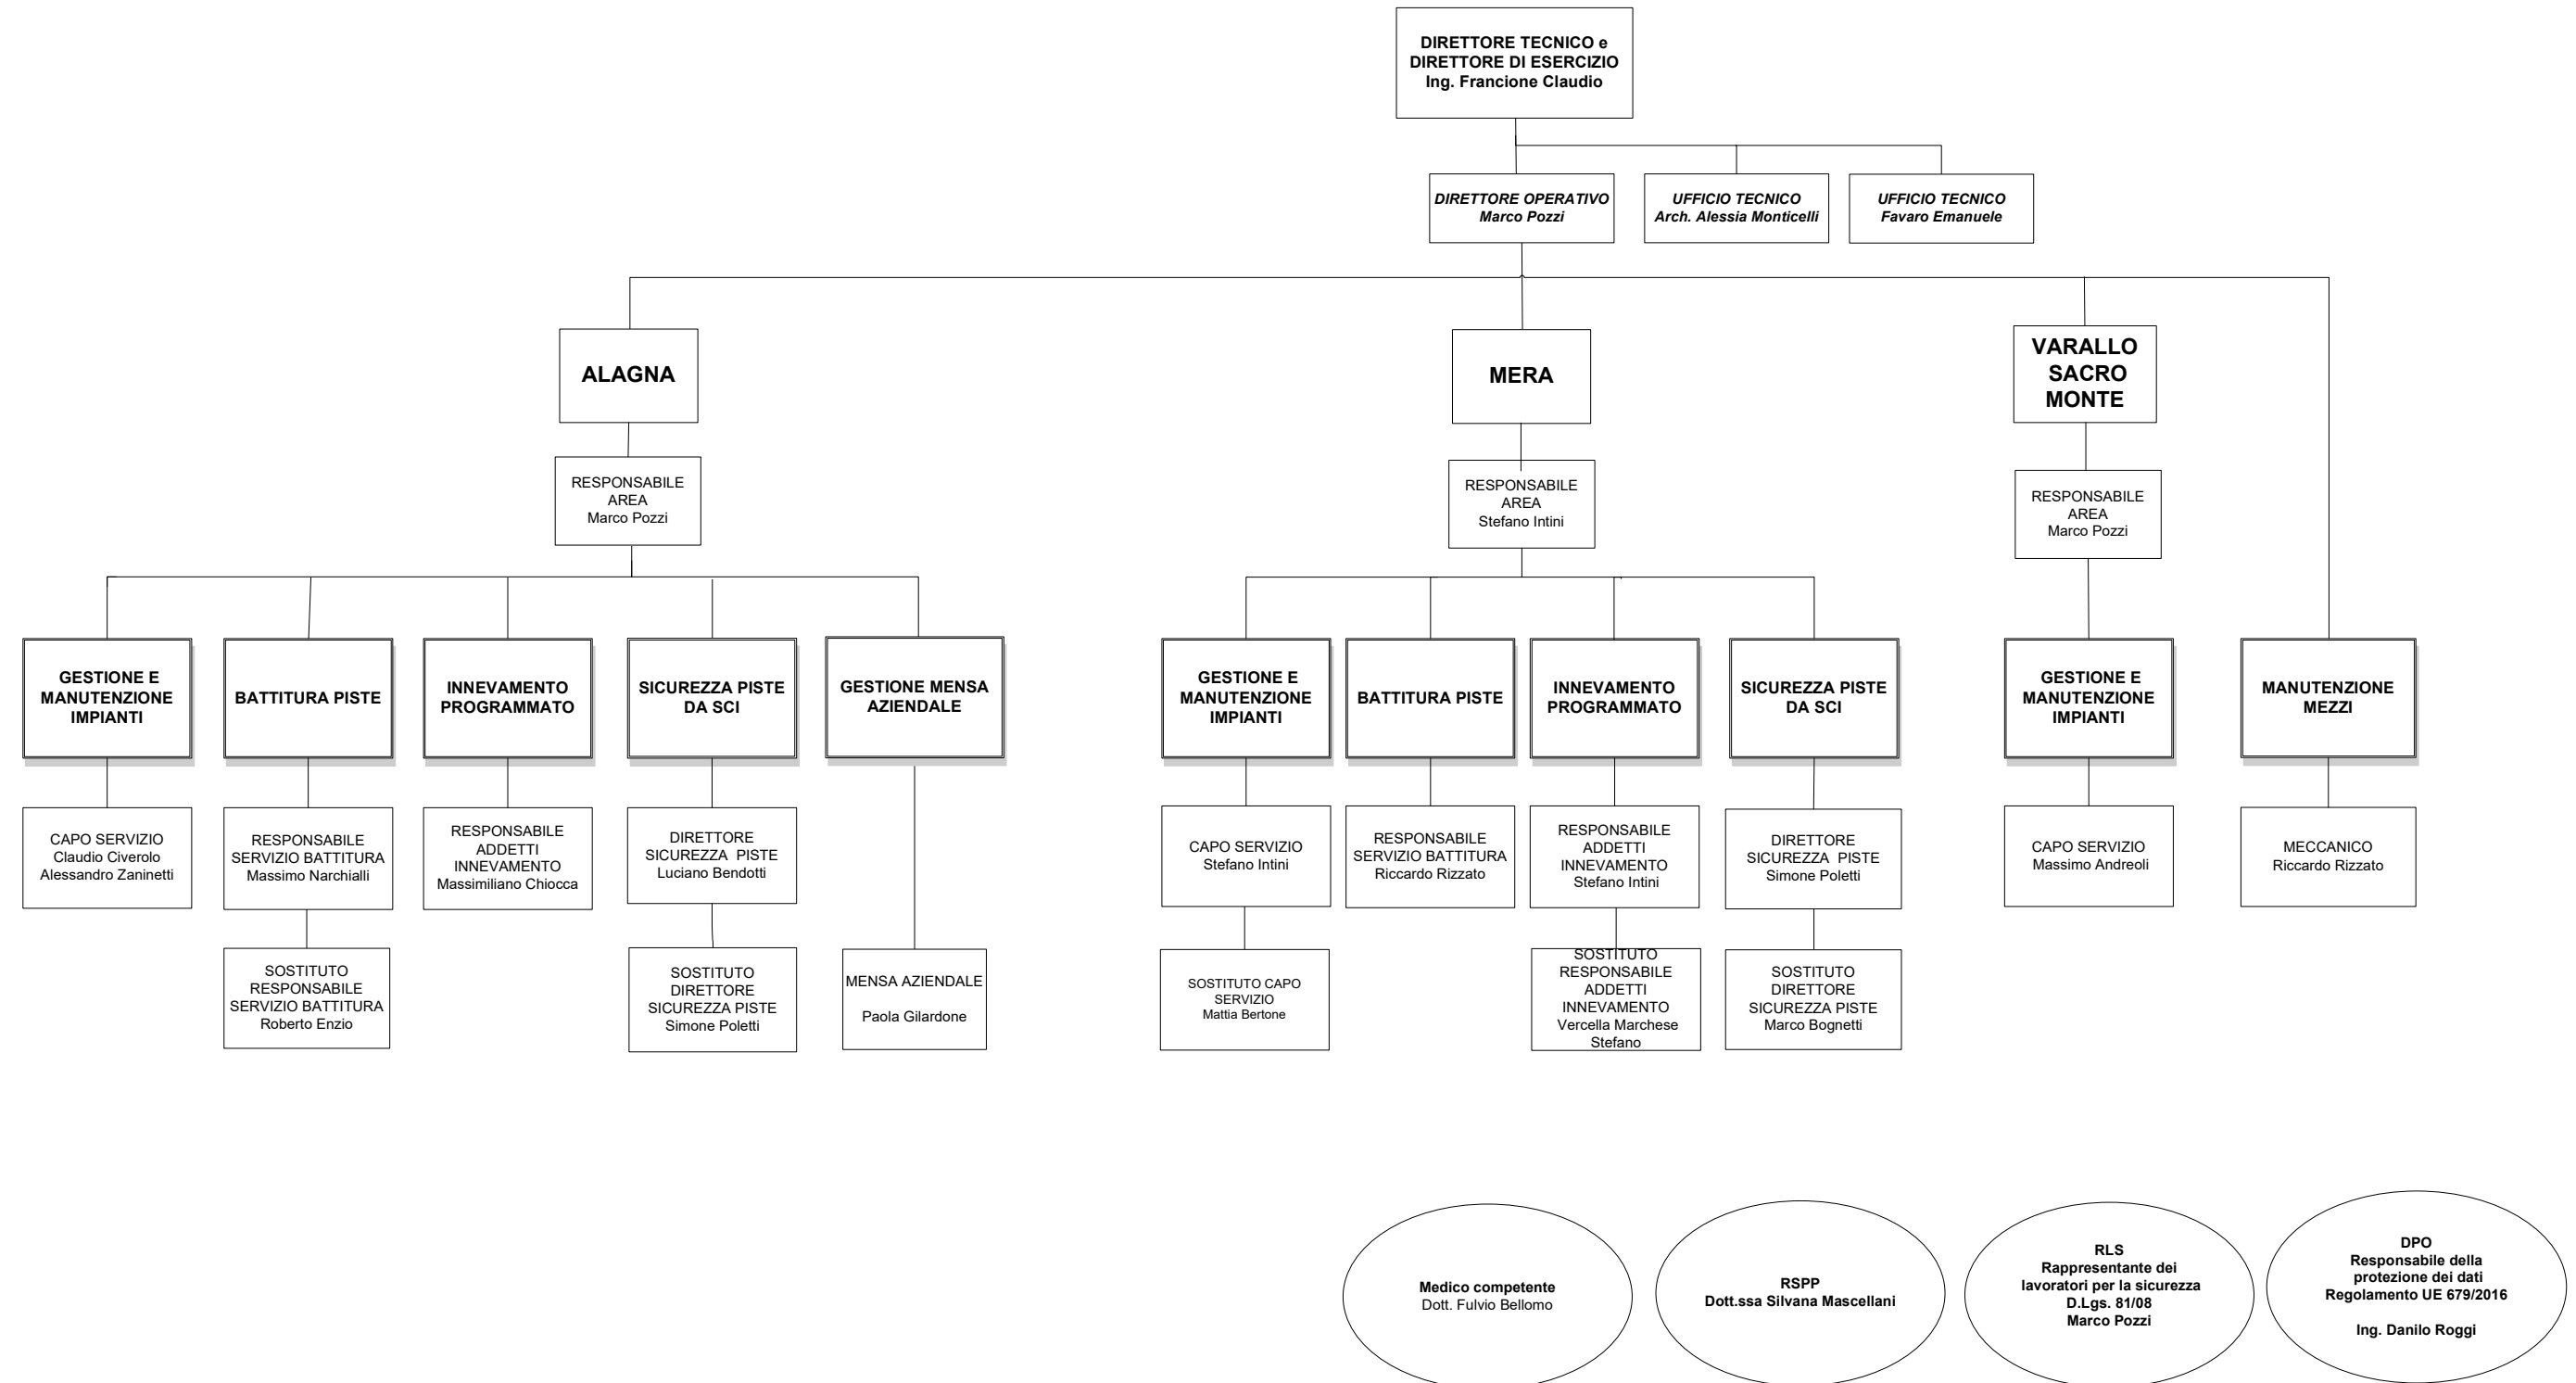 DIRETTORE TECNICO e
DIRETTORE DI ESERCIZIO
Ing. Francione Claudio
DIRETTORE OPERATIVO
Marco Pozzi
UFFICIO TECNICO
Arch. Alessia Monticelli
UFFICIO TECNICO
Favaro Emanuele
ALAGNA
MERA
VARALLO
SACRO
MONTE
RESPONSABILE
AREA
Marco Pozzi
RESPONSABILE
AREA
Stefano Intini
RESPONSABILE
AREA
Marco Pozzi
GESTIONE E
MANUTENZIONE
IMPIANTI
BATTITURA PISTE
INNEVAMENTO
PROGRAMMATO
SICUREZZA PISTE
DA SCI
GESTIONE MENSA
AZIENDALE
GESTIONE E
MANUTENZIONE
IMPIANTI
BATTITURA PISTE
INNEVAMENTO
PROGRAMMATO
SICUREZZA PISTE
DA SCI
GESTIONE E
MANUTENZIONE
IMPIANTI
MANUTENZIONE
MEZZI
CAPO SERVIZIO
Claudio Civerolo
Alessandro Zaninetti
RESPONSABILE
SERVIZIO BATTITURA
Massimo Narchialli
RESPONSABILE
ADDETTI
INNEVAMENTO
Massimiliano Chiocca
DIRETTORE
SICUREZZA PISTE
Luciano Bendotti
CAPO SERVIZIO
Stefano Intini
RESPONSABILE
SERVIZIO BATTITURA
Riccardo Rizzato
RESPONSABILE
ADDETTI
INNEVAMENTO
Stefano Intini
DIRETTORE
SICUREZZA PISTE
Simone Poletti
CAPO SERVIZIO
Massimo Andreoli
MECCANICO
Riccardo Rizzato
SOSTITUTO
RESPONSABILE
SERVIZIO BATTITURA
Roberto Enzio
SOSTITUTO
DIRETTORE
SICUREZZA PISTE
Simone Poletti
MENSA AZIENDALE
Paola Gilardone
SOSTITUTO CAPO
SERVIZIO
Mattia Bertone
SOSTITUTO
RESPONSABILE
ADDETTI
INNEVAMENTO
Vercella Marchese
Stefano
SOSTITUTO
DIRETTORE
SICUREZZA PISTE
Marco Bognetti
Medico competente
Dott. Fulvio Bellomo
RSPP
Dott.ssa Silvana Mascellani
RLS
Rappresentante dei
lavoratori per la sicurezza
D.Lgs. 81/08
Marco Pozzi
DPO
Responsabile della
protezione dei dati
Regolamento UE 679/2016
Ing. Danilo Roggi